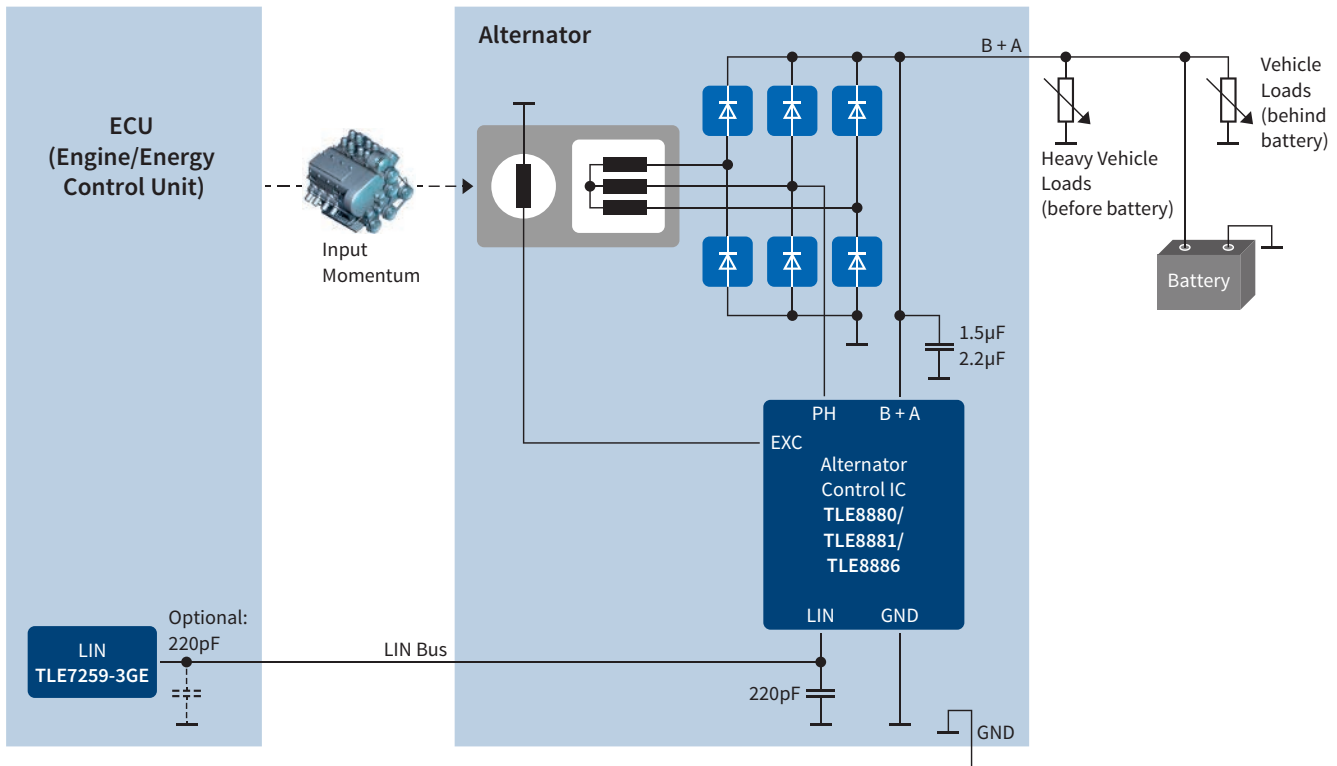 Alternator
B + A
ECU
(Engine/Energy
Control Unit)
Input
Momentum
Heavy Vehicle
Loads
(before battery)
Vehicle
Loads
(behind
battery)
Battery
1.5µF
2.2µF
PH
B + A
EXC
Alternator
Control IC
TLE8880/
TLE8881/
TLE8886
LIN
GND
Optional:
220pF
LIN
TLE7259-3GE
LIN Bus
220pF
GND